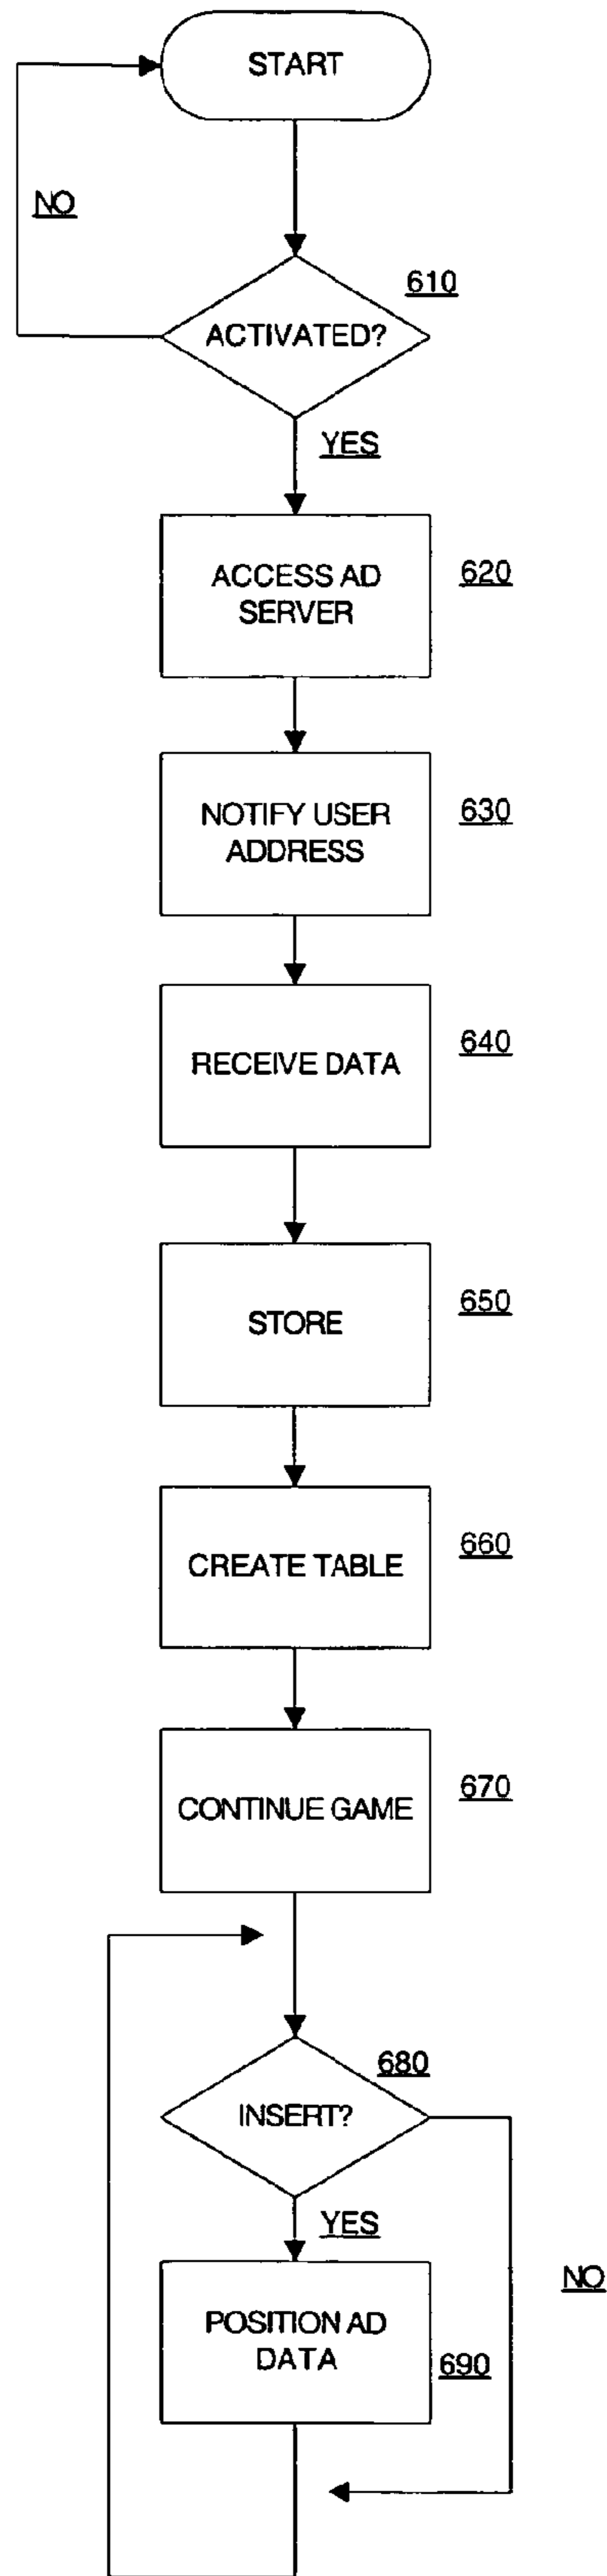 START
NO
610
ACTIVATED?
YES
ACCESS AD
SERVER
620
NOTIFY USER
ADDRESS
630
RECEIVE DATA
640
STORE
650
CREATE TABLE
660
CONTINUE GAME
670
680
INSERT?
YES
NO
POSITION AD
DATA
690